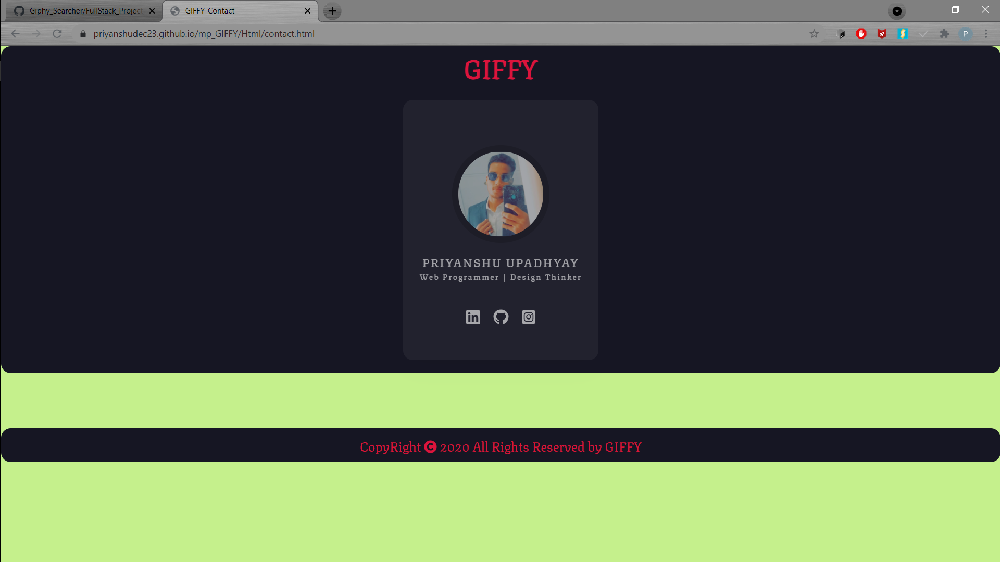 Giphy_Searcher/FullStack_Project
GIFFY-Contact
priyanshudec23.github.io/mp_GIFFY/Html/contact.html
P
GIFFY
PRIYANSHU UPADHYAY
Web Programmer | Design Thinker
CopyRight © 2020 All Rights Reserved by GIFFY